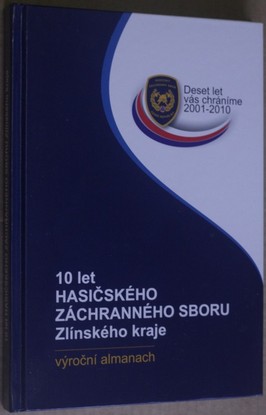 Deset let
vás chráníme
2001-2010
10 let
HASIČSKÉHO
ZÁCHRANNÉHO SBORU
Zlínského kraje
výroční almanach